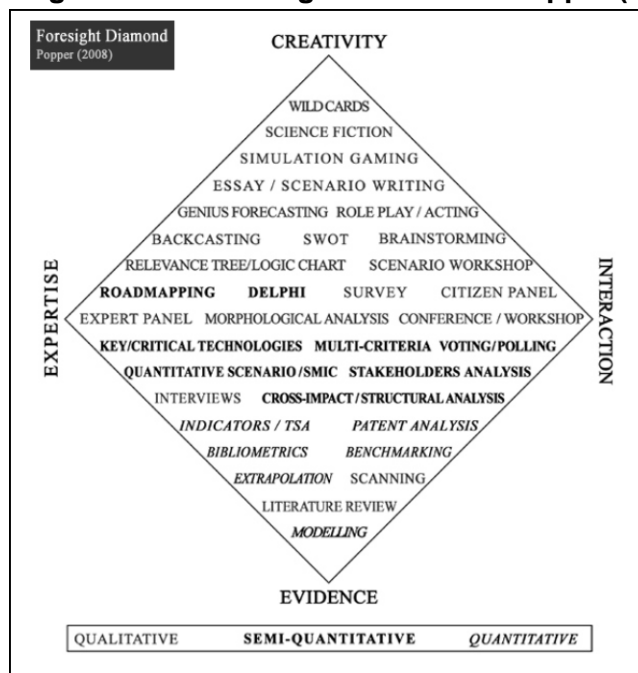 Foresight Diamond
Popper (2008)
CREATIVITY
WILD CARDS
SCIENCE FICTION
SIMULATION GAMING
ESSAY / SCENARIO WRITING
GENIUS FORECASTING ROLE PLAY / ACTING
BACKCASTING SWOT BRAINSTORMING
RELEVANCE TREE/LOGIC CHART SCENARIO WORKSHOP
ROADMAPPING DELPHI SURVEY CITIZEN PANEL
EXPERT PANEL MORPHOLOGICAL ANALYSIS CONFERENCE / WORKSHOP
KEY/CRITICAL TECHNOLOGIES MULTI-CRITERIA VOTING/POLLING
QUANTITATIVE SCENARIO /SMIC STAKEHOLDERS ANALYSIS
INTERVIEWS CROSS-IMPACT / STRUCTURAL ANALYSIS
INDICATORS / TSA PATENT ANALYSIS
BIBLIOMETRICS BENCHMARKING
EXTRAPOLATION SCANNING
LITERATURE REVIEW
MODELLING
EXPERTISE
INTERACTION
EVIDENCE
QUALITATIVE SEMI-QUANTITATIVE QUANTITATIVE